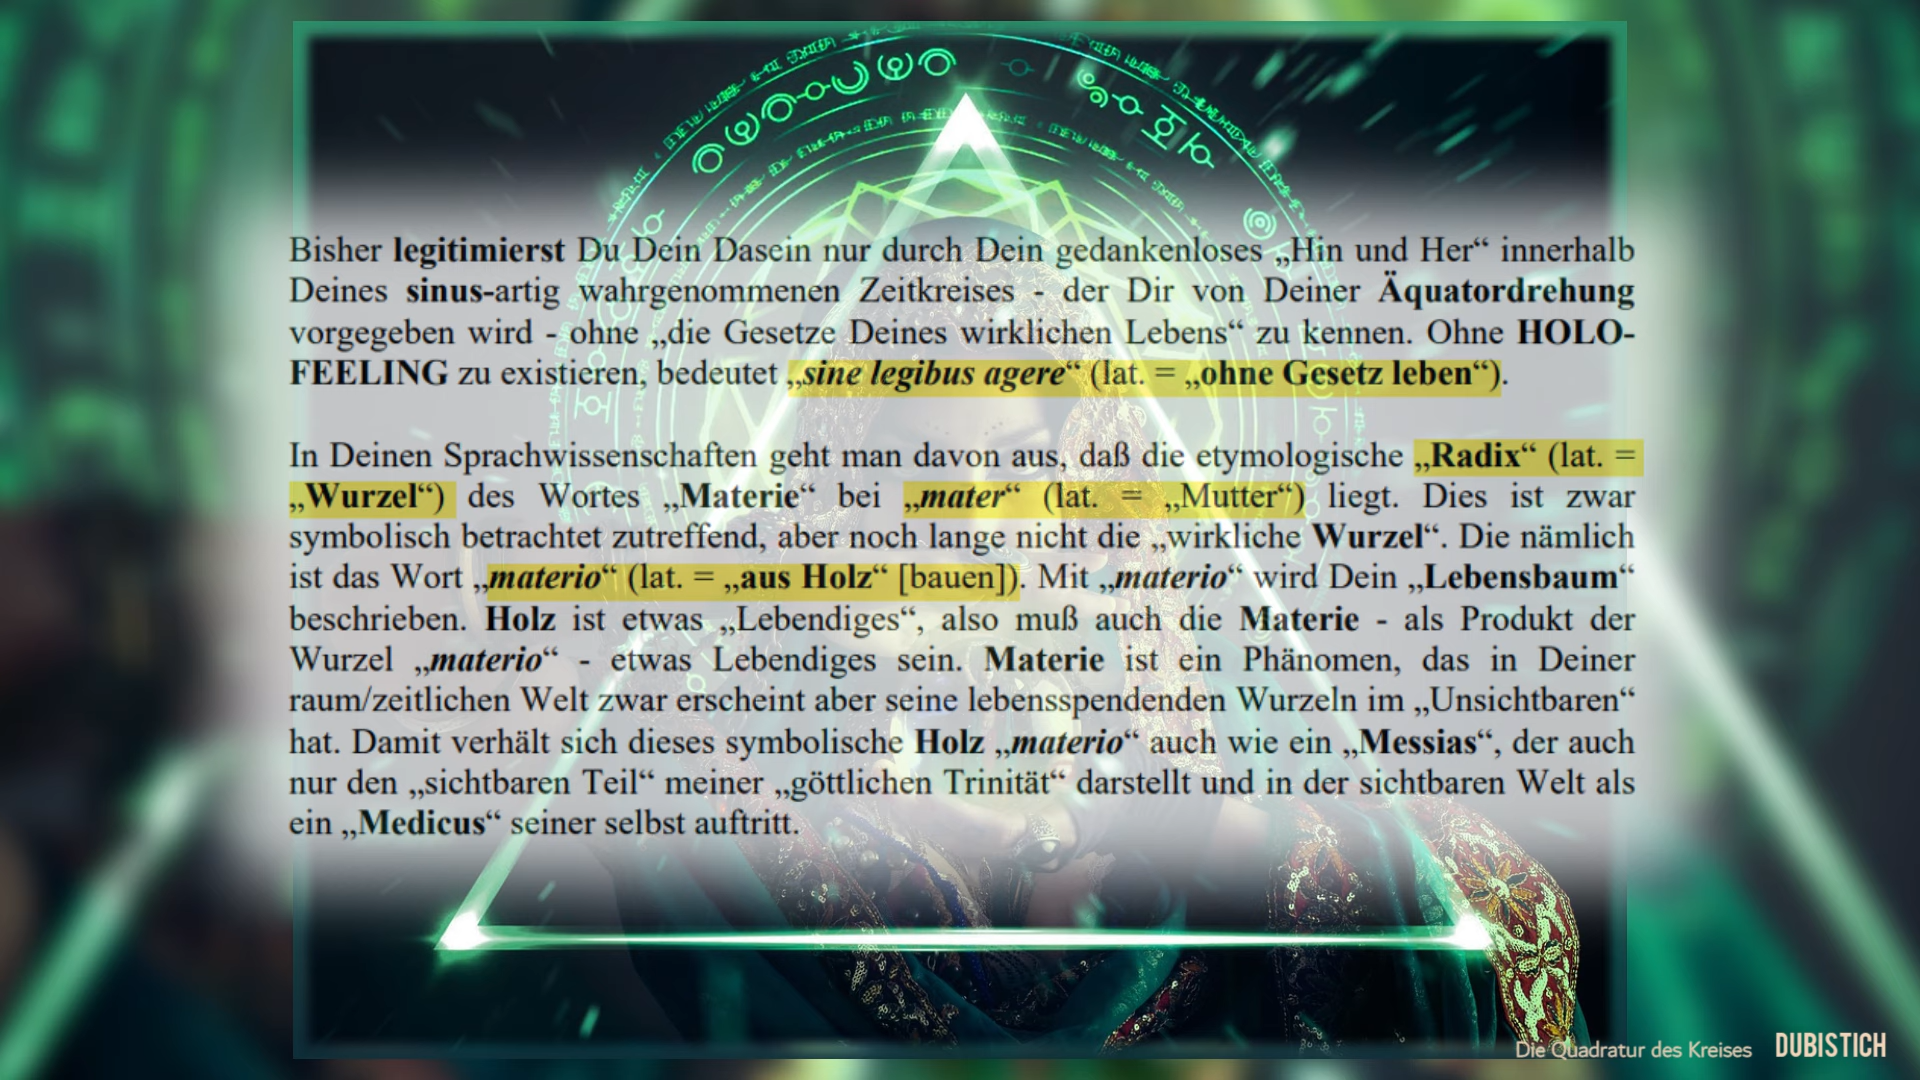 Bisher legitimierst Du Dein Dasein nur durch Dein gedankenloses „Hin und Her“ innerhalb
Deines sinus-artig wahrgenommenen Zeitkreises - der Dir von Deiner Äquatordrehung
vorgegeben wird - ohne „die Gesetze Deines wirklichen Lebens“ zu kennen. Ohne HOLO-
FEELING zu existieren, bedeutet „sine legibus agere“ (lat. = „ohne Gesetz leben“).
In Deinen Sprachwissenschaften geht man davon aus, daß die etymologische „Radix“ (lat. =
„Wurzel“) des Wortes „Materie“ bei „mater“ (lat. = „Mutter“) liegt. Dies ist zwar
symbolisch betrachtet zutreffend, aber noch lange nicht die „wirkliche Wurzel“. Die nämlich
ist das Wort „materio“ (lat. = „aus Holz“ [bauen]). Mit „materio“ wird Dein „Lebensbaum“
beschrieben. Holz ist etwas „Lebendiges“, also muß auch die Materie - als Produkt der
Wurzel „materio“ - etwas Lebendiges sein. Materie ist ein Phänomen, das in Deiner
raum/zeitlichen Welt zwar erscheint aber seine lebensspendenden Wurzeln im „Unsichtbaren“
hat. Damit verhält sich dieses symbolische Holz „materio“ auch wie ein „Messias“, der auch
nur den „sichtbaren Teil“ meiner „göttlichen Trinität“ darstellt und in der sichtbaren Welt als
ein „Medicus“ seiner selbst auftritt.
Die Quadratur des Kreises DUBISTICH